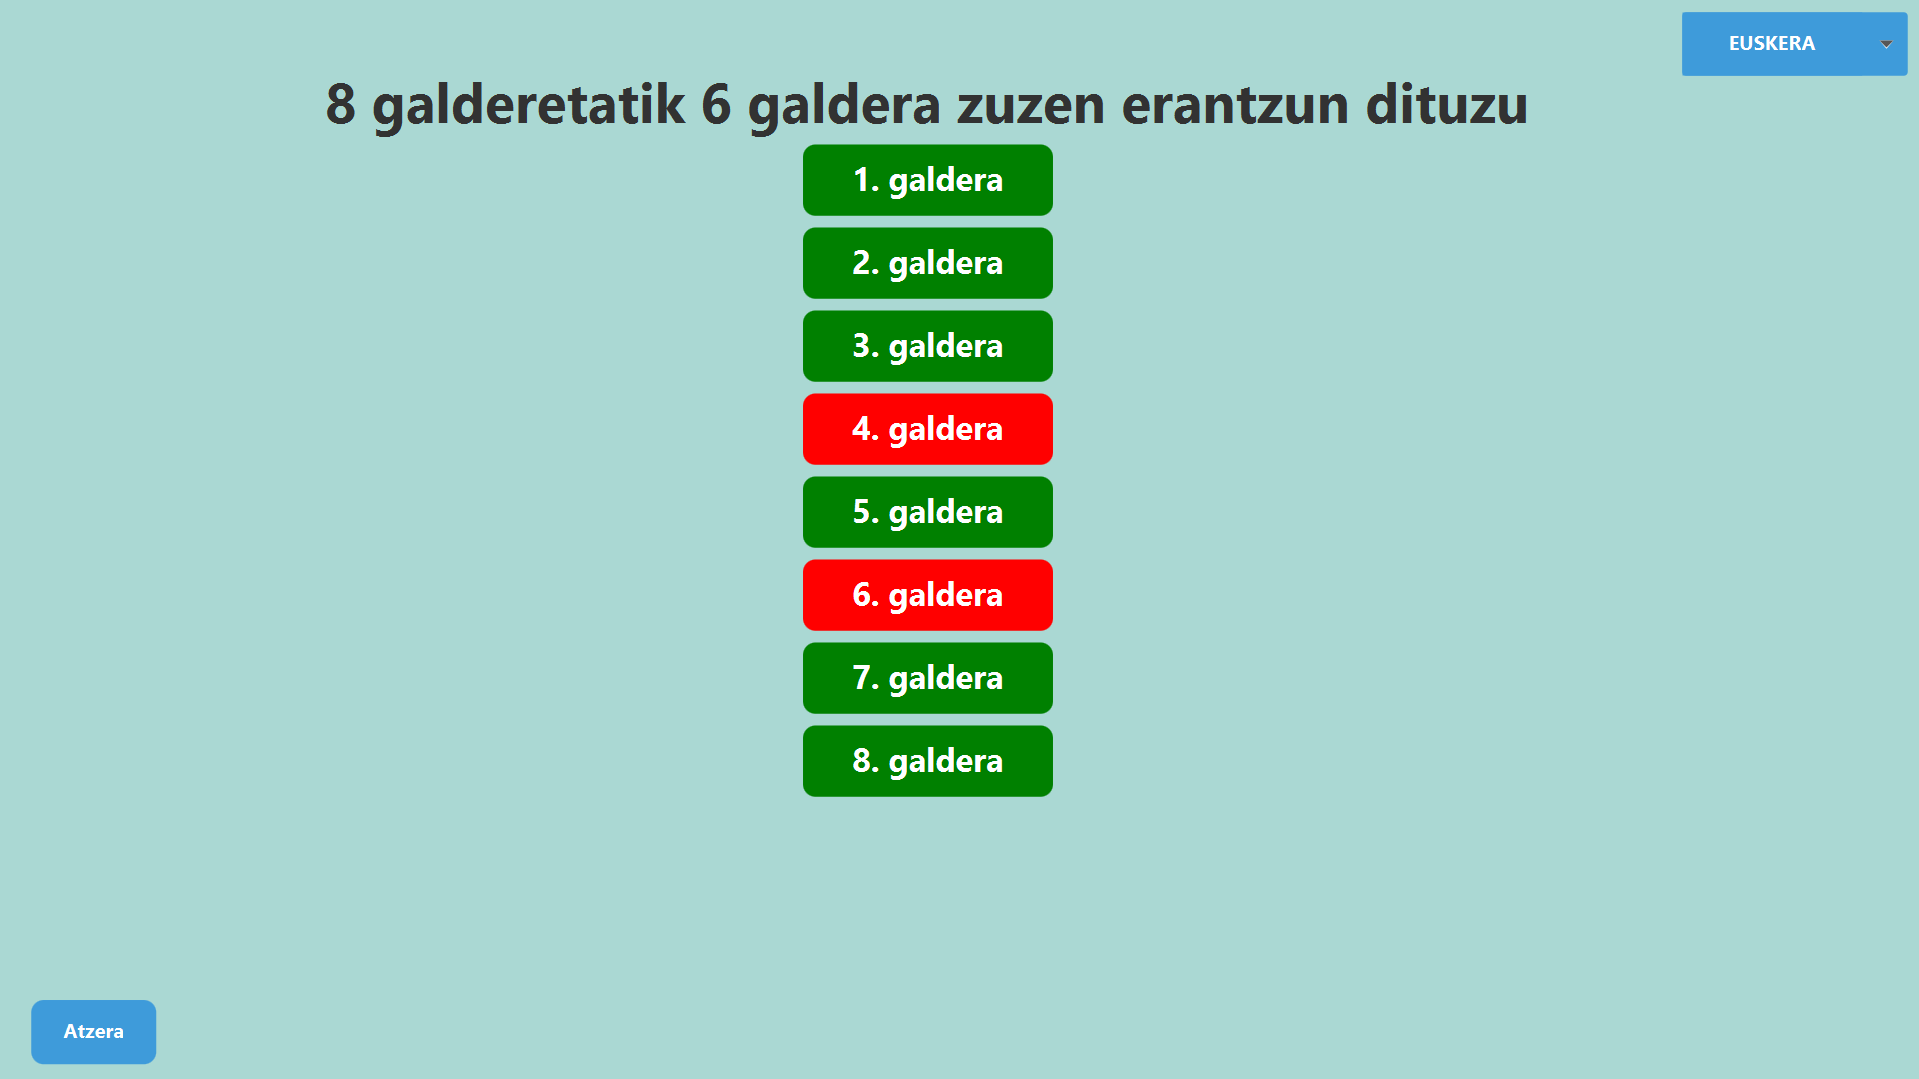 EUSKERA
8 galderetatik 6 galdera zuzen erantzun dituzu
1. galdera
2. galdera
3. galdera
4. galdera
5. galdera
6. galdera
7. galdera
8. galdera
Atzera